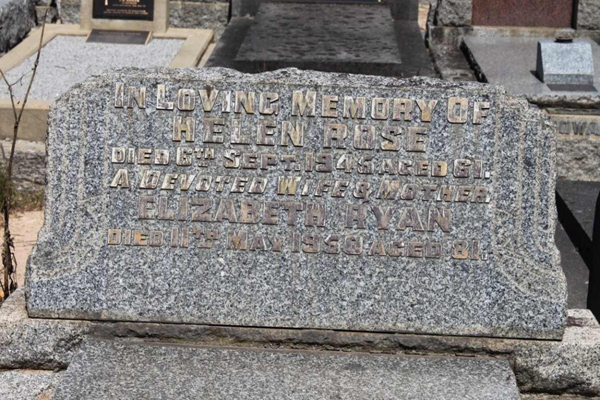 IN LOVING MEMORY OF
HELEN ROSE
DIED 6TH SEPT. 1945. AGED 61.
A DEVOTED WIFE & MOTHER.
ELIZABETH RYAN
DIED 11TH MAY AGED 81.